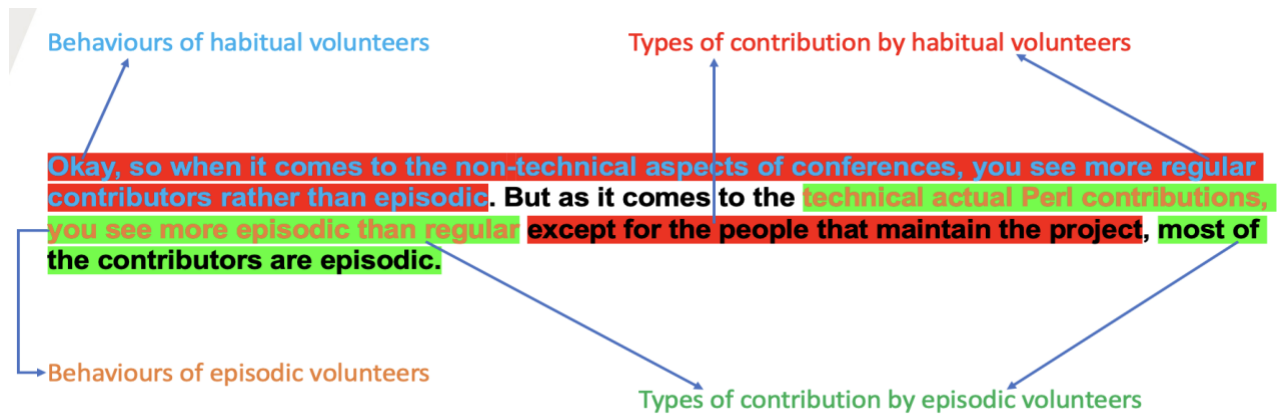 Behaviours of habitual volunteers
Types of contribution by habitual volunteers
Okay, so when it comes to the non-technical aspects of conferences, you see more regular
contributors rather than episodic. But as it comes to the technical actual Perl contributions,
you see more episodic than regular except for the people that maintain the project, most of
the contributors are episodic.
Behaviours of episodic volunteers
Types of contribution by episodic volunteers